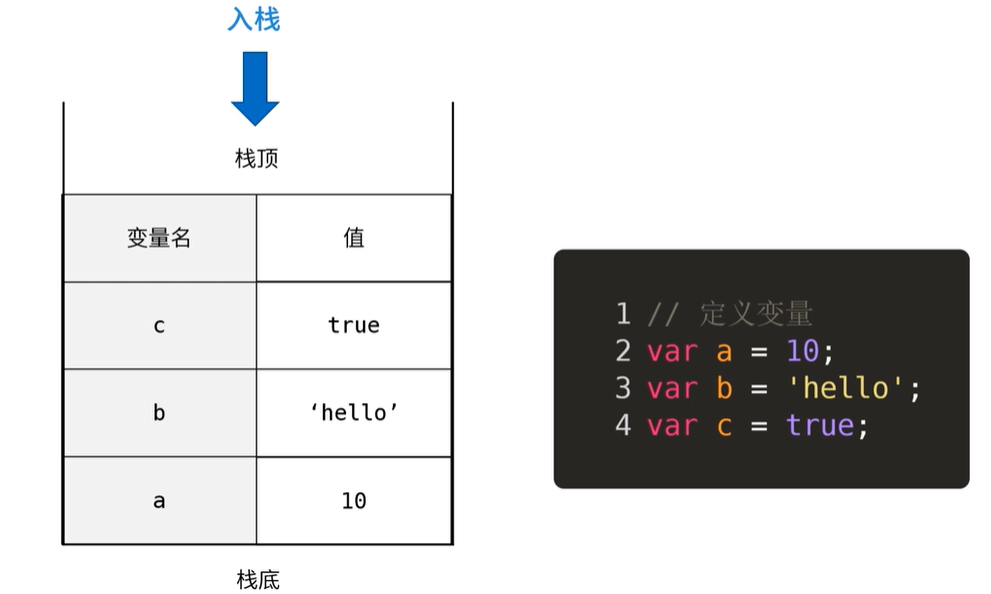 入栈
栈顶
变量名 值
c true
b ‘hello’
a 10
栈底
1 // 定义变量
2 var a = 10;
3 var b = 'hello';
4 var c = true;